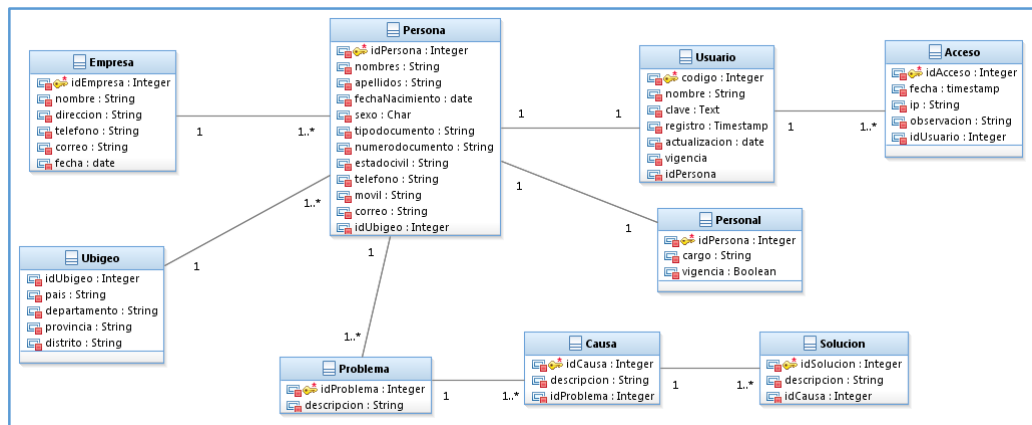 Empresa
idEmpresa : Integer
nombre : String
direccion : String
telefono : String
correo : String
fecha : date
1
1..*
Persona
idPersona : Integer
nombres : String
apellidos : String
fechaNacimiento : date
sexo : Char
tipodocumento : String
numerodocumento : String
estadocivil : String
telefono : String
movil : String
correo : String
idUbigeo : Integer
1
1
Usuario
codigo : Integer
nombre : String
clave : Text
registro : Timestamp
actualizacion : date
vigencia
idPersona
1
1..*
Acceso
idAcceso : Integer
fecha : timestamp
ip : String
observacion : String
idUsuario : Integer
1
1
Personal
idPersona : Integer
cargo : String
vigencia : Boolean
1..*
1
Ubigeo
idUbigeo : Integer
pais : String
departamento : String
provincia : String
distrito : String
1
1..*
Problema
idProblema : Integer
descripcion : String
1
1..*
Causa
idCausa : Integer
descripcion : String
idProblema : Integer
1
1..*
Solucion
idSolucion : Integer
descripcion : String
idCausa : Integer